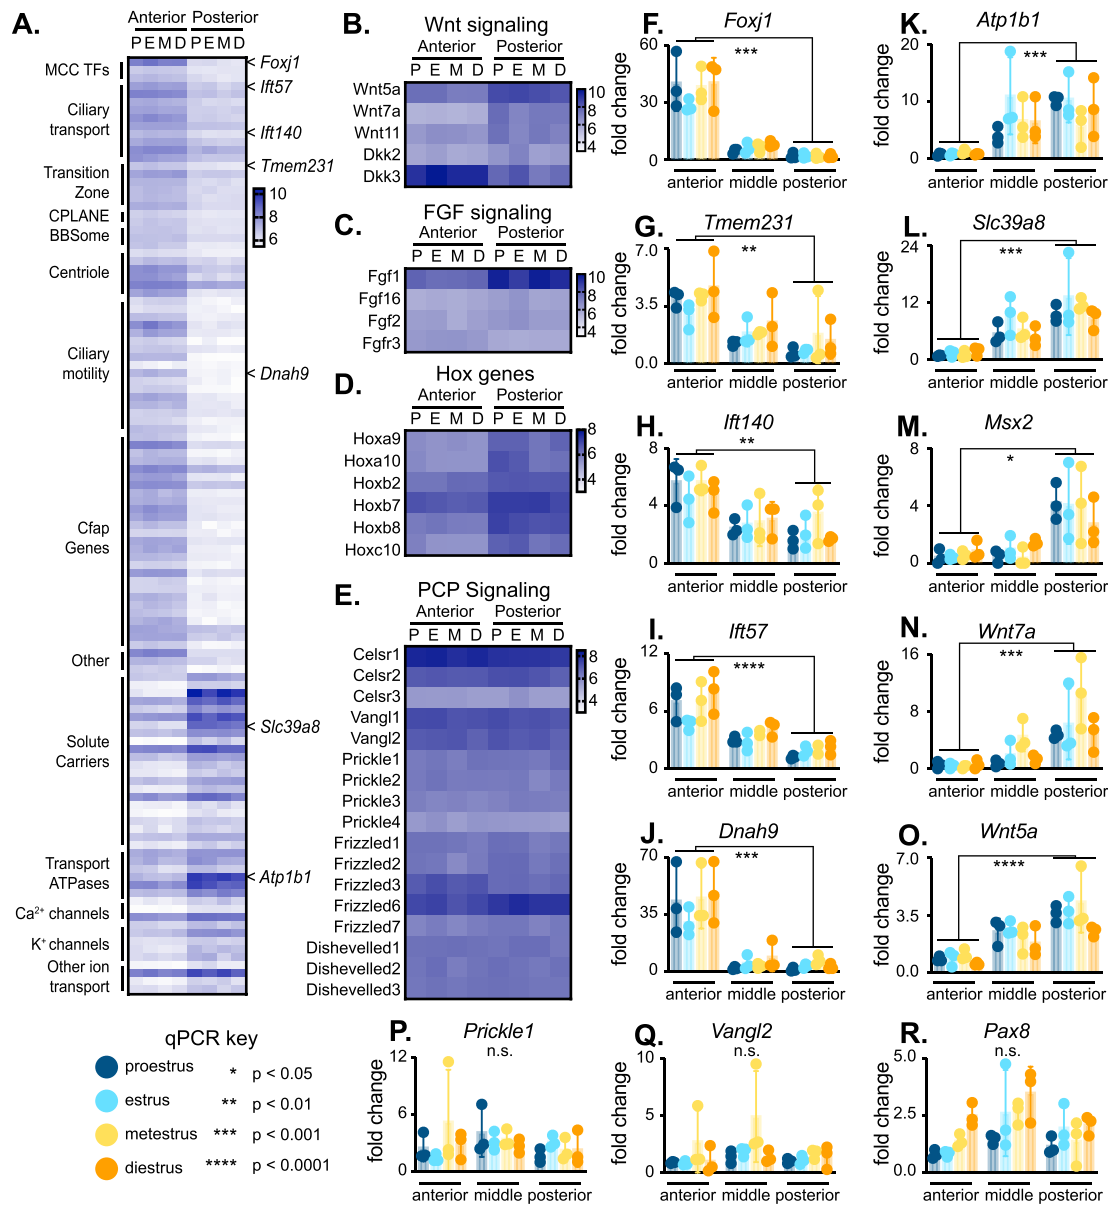 A.
Anterior Posterior
P E M D P E M D
MCC TFs
Ciliary
transport
Transition
Zone
CPLANE
BBSome
Centriole
Ciliary
motility
Cfap
Genes
Other
Solute
Carriers
Transport
ATPases
Ca2+ channels
K+ channels
Other ion
transport
< Foxj1
< Ift57
< Ift140
< Tmem231
10
8
6
< Dnah9
< Slc39a8
< Atp1b1
B.
Wnt signaling
Anterior Posterior
P E M D P E M D
Wnt5a
Wnt7a
Wnt11
Dkk2
Dkk3
10
8
6
4
C.
FGF signaling
Anterior Posterior
P E M D P E M D
Fgf1
Fgf16
Fgf2
Fgfr3
10
8
6
4
D.
Hox genes
Anterior Posterior
P E M D P E M D
Hoxa9
Hoxa10
Hoxb2
Hoxb7
Hoxb8
Hoxc10
8
6
4
E.
PCP Signaling
Anterior Posterior
P E M D P E M D
Celsr1
Celsr2
Celsr3
Vangl1
Vangl2
Prickle1
Prickle2
Prickle3
Prickle4
Frizzled1
Frizzled2
Frizzled3
Frizzled6
Frizzled7
Dishevelled1
Dishevelled2
Dishevelled3
8
6
4
F.
Foxj1
***
fold change
60
30
0
anterior middle posterior
G.
Tmem231
**
fold change
7.0
3.5
0.0
anterior middle posterior
H.
Ift140
**
fold change
8
4
0
anterior middle posterior
I.
Ift57
****
fold change
12
6
0
anterior middle posterior
J.
Dnah9
***
fold change
70
35
0
anterior middle posterior
K.
Atp1b1
***
fold change
20
10
0
anterior middle posterior
L.
Slc39a8
***
fold change
24
12
0
anterior middle posterior
M.
Msx2
*
fold change
8
4
0
anterior middle posterior
N.
Wnt7a
***
fold change
16
8
0
anterior middle posterior
O.
Wnt5a
****
fold change
7.0
3.5
0.0
anterior middle posterior
qPCR key
proestrus * p < 0.05
estrus ** p < 0.01
metestrus *** p < 0.001
diestrus **** p < 0.0001
P.
Prickle1
n.s.
fold change
12
6
0
anterior middle posterior
Q.
Vangl2
n.s.
fold change
10
5
0
anterior middle posterior
R.
Pax8
n.s.
fold change
5.0
2.5
0.0
anterior middle posterior